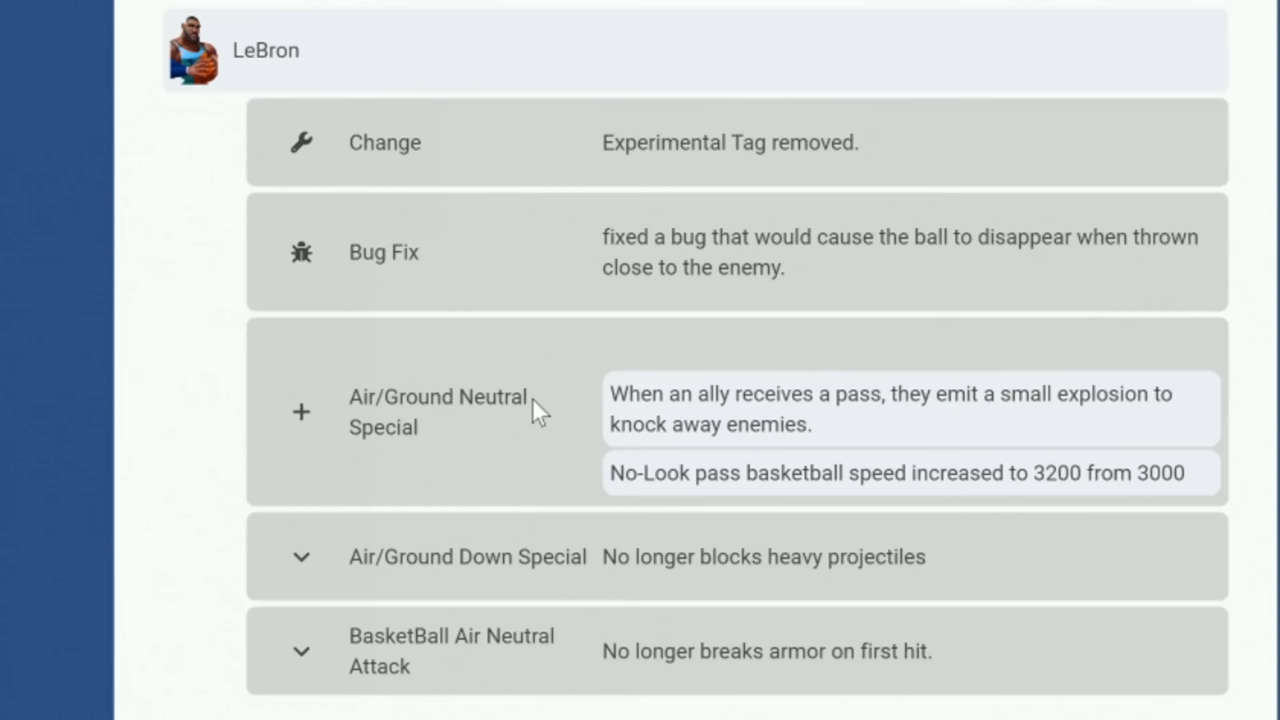 LeBron
Change
Experimental Tag removed.
Bug Fix
fixed a bug that would cause the ball to disappear when thrown
close to the enemy.
Air/Ground Neutral
Special
When an ally receives a pass, they emit a small explosion to
knock away enemies.
No-Look pass basketball speed increased to 3200 from 3000
Air/Ground Down Special
No longer blocks heavy projectiles
BasketBall Air Neutral
Attack
No longer breaks armor on first hit.